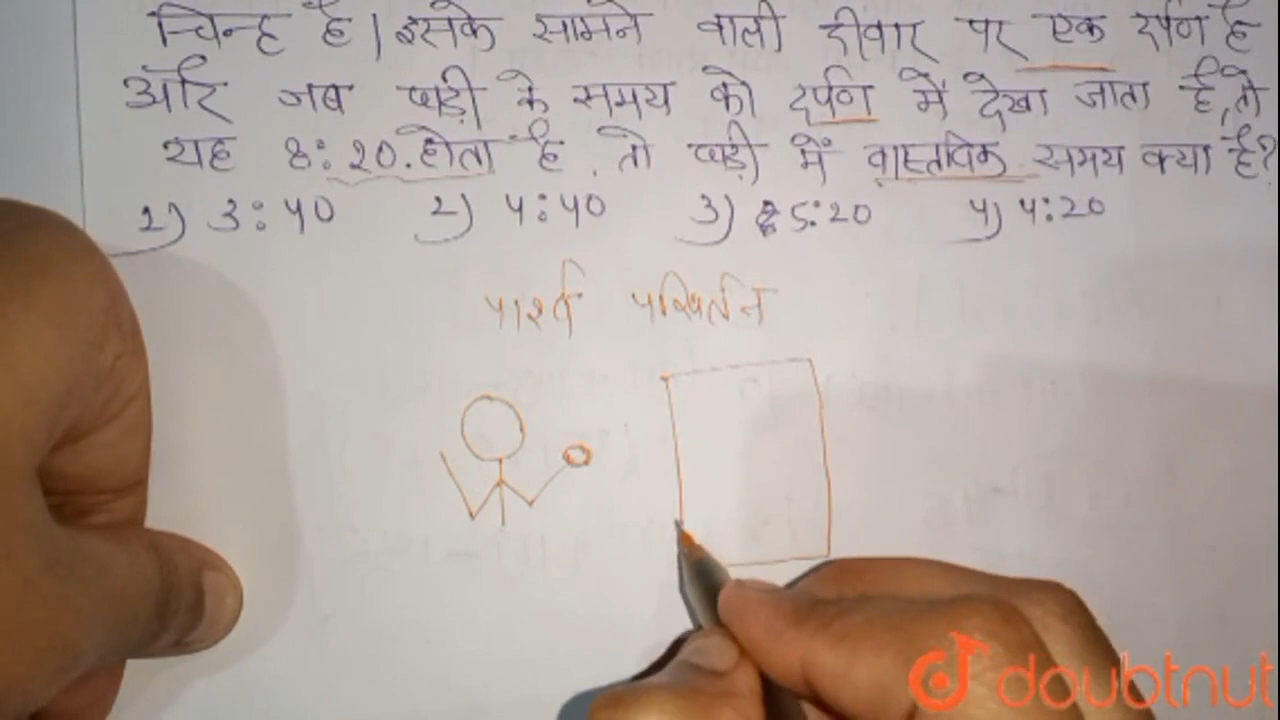 चिन्ह है। इसके सामने वाली दीवार पर एक दर्पण है
और जब घड़ी के समय को दर्पण में देखा जाता है, तो
यह 8:20. होता है. तो घड़ी में वास्तविक समय क्या है?
1) 3:40 2) 4:40 3) 5:20 4) 4:20
पार्श्व परिवर्तन
doubtnut